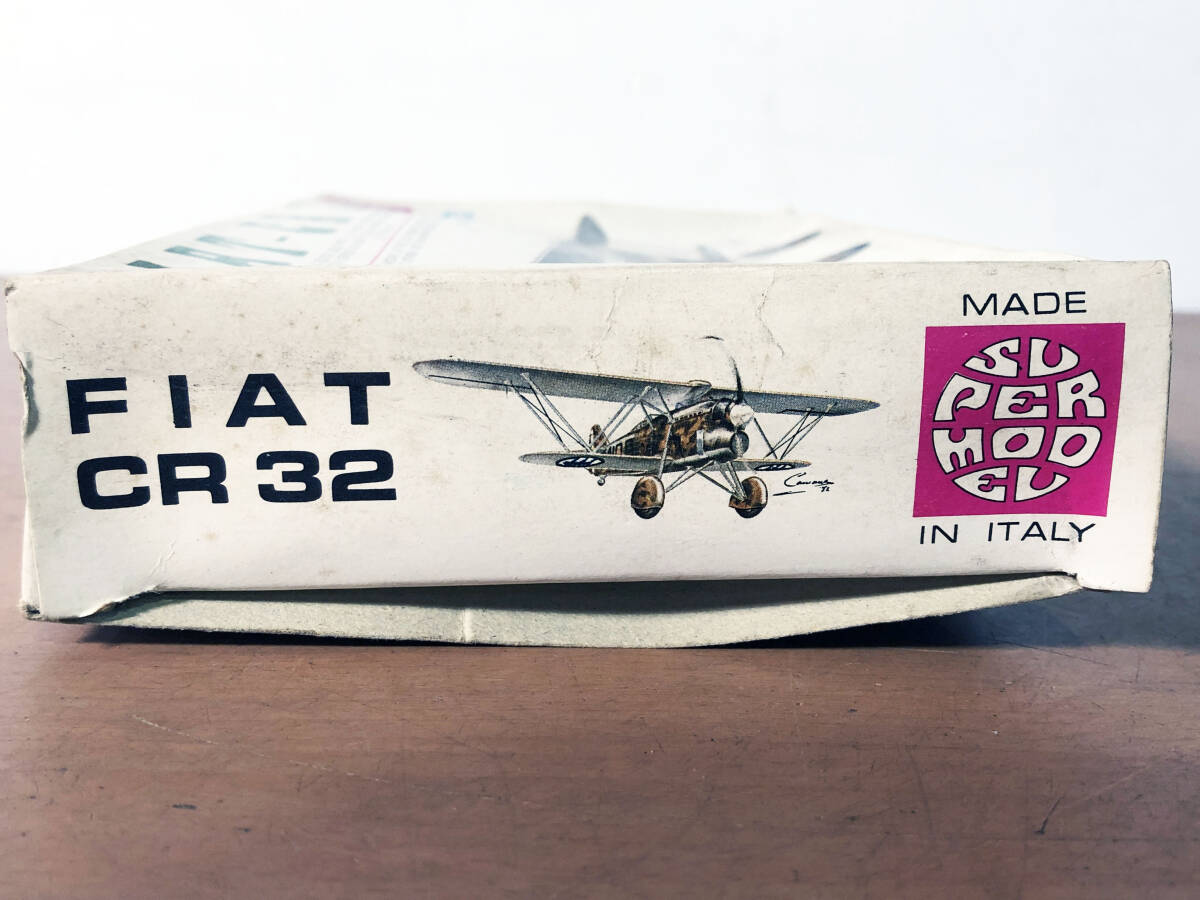 FIAT
CR 32
MADE
SU
PER
MOD
EL
IN ITALY